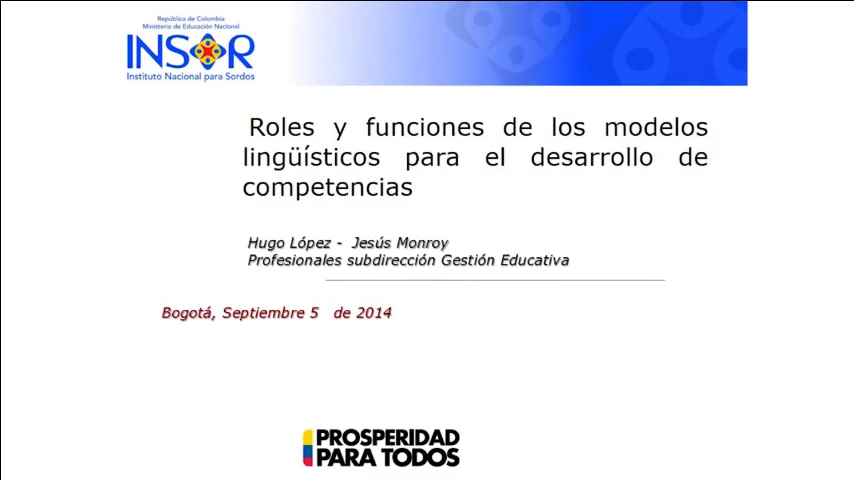 República de Colombia
Ministerio de Educación Nacional
INSOR
Instituto Nacional para Sordos
Roles y funciones de los modelos
lingüísticos para el desarrollo de
competencias
Hugo López - Jesús Monroy
Profesionales subdirección Gestión Educativa
Bogotá, Septiembre 5 de 2014
PROSPERIDAD
PARA TODOS